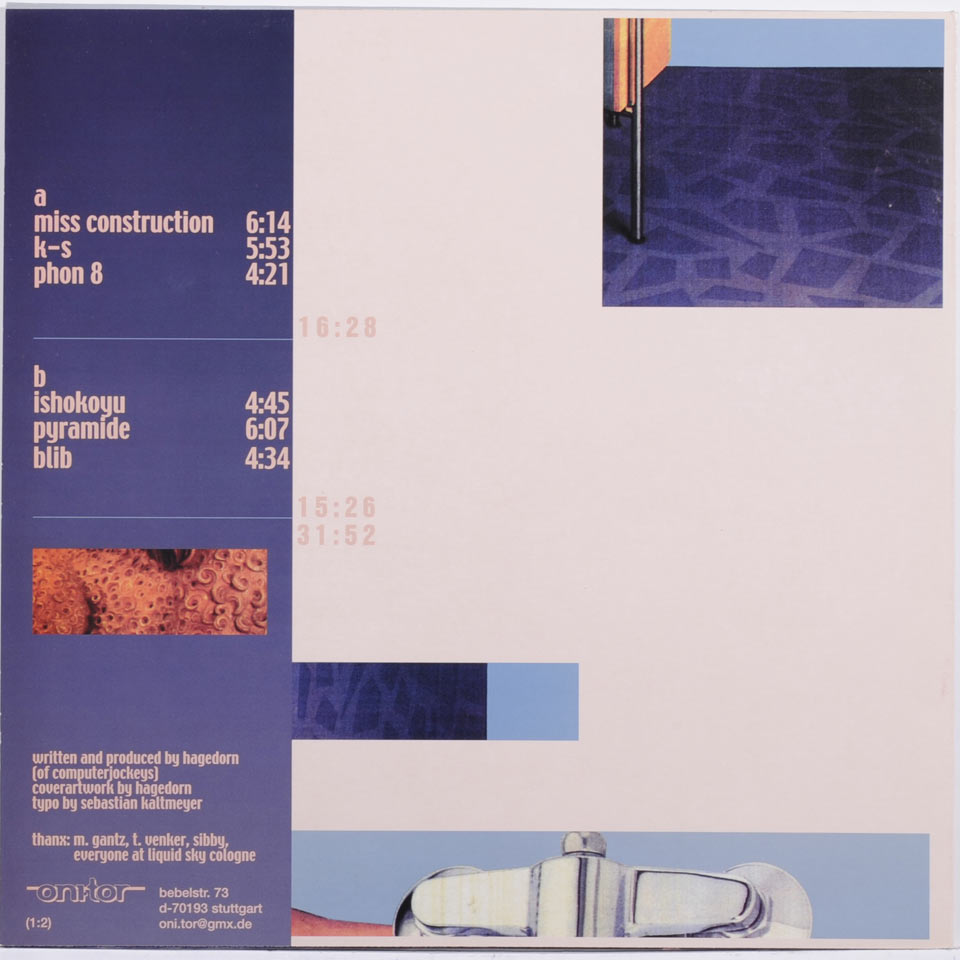 a
miss construction 6:14
k-s 5:53
phon 8 4:21
16:28
b
ishokoyu 4:45
pyramide 6:07
blib 4:34
15:26
31:52
written and produced by hagedorn
(of computerjockeys)
coverartwork by hagedorn
typo by sebastian kaltmeyer
thanx: m. gantz, t. venker, sibby,
everyone at liquid sky cologne
oni.tor
bebelstr. 73
d-70193 stuttgart
(1:2) oni.tor@gmx.de